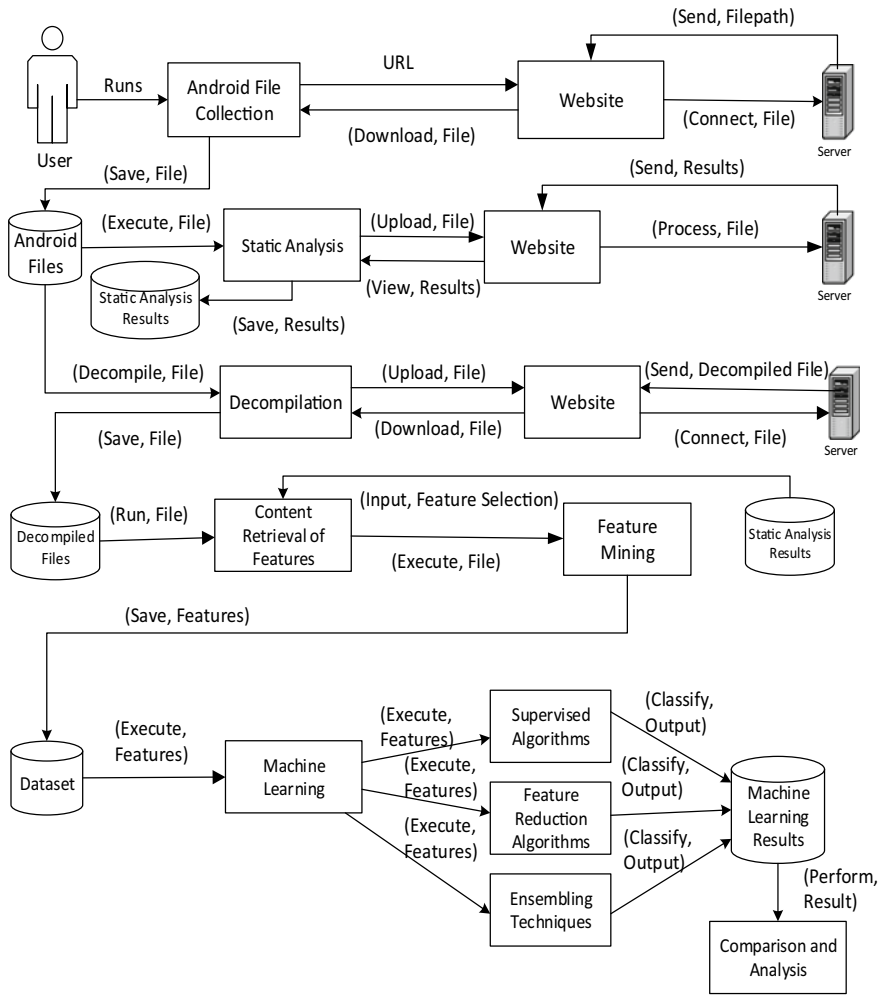 (Send, Filepath)
URL
Runs
Android File
Collection
Website
(Connect, File)
(Download, File)
User
Server
(Save, File)
(Send, Results)
(Execute, File)
(Upload, File)
(Process, File)
Android
Files
Static Analysis
Website
Static Analysis
Results
(View, Results)
Server
(Save, Results)
(Decompile, File)
(Upload, File)
(Send, Decompiled File)
Decompilation
Website
(Save, File)
(Download, File)
(Connect, File)
Server
(Run, File)
(Input, Feature Selection)
Decompiled
Files
Content
Retrieval of
Features
Feature
Mining
Static Analysis
Results
(Execute, File)
(Save, Features)
(Execute,
Features)
(Execute,
Features)
Supervised
Algorithms
(Classify,
Output)
Dataset
Machine
Learning
(Execute,
Features)
Feature
Reduction
Algorithms
(Classify,
Output)
Machine
Learning
Results
(Execute,
Features)
(Classify,
Output)
Ensembling
Techniques
(Perform,
Result)
Comparison and
Analysis